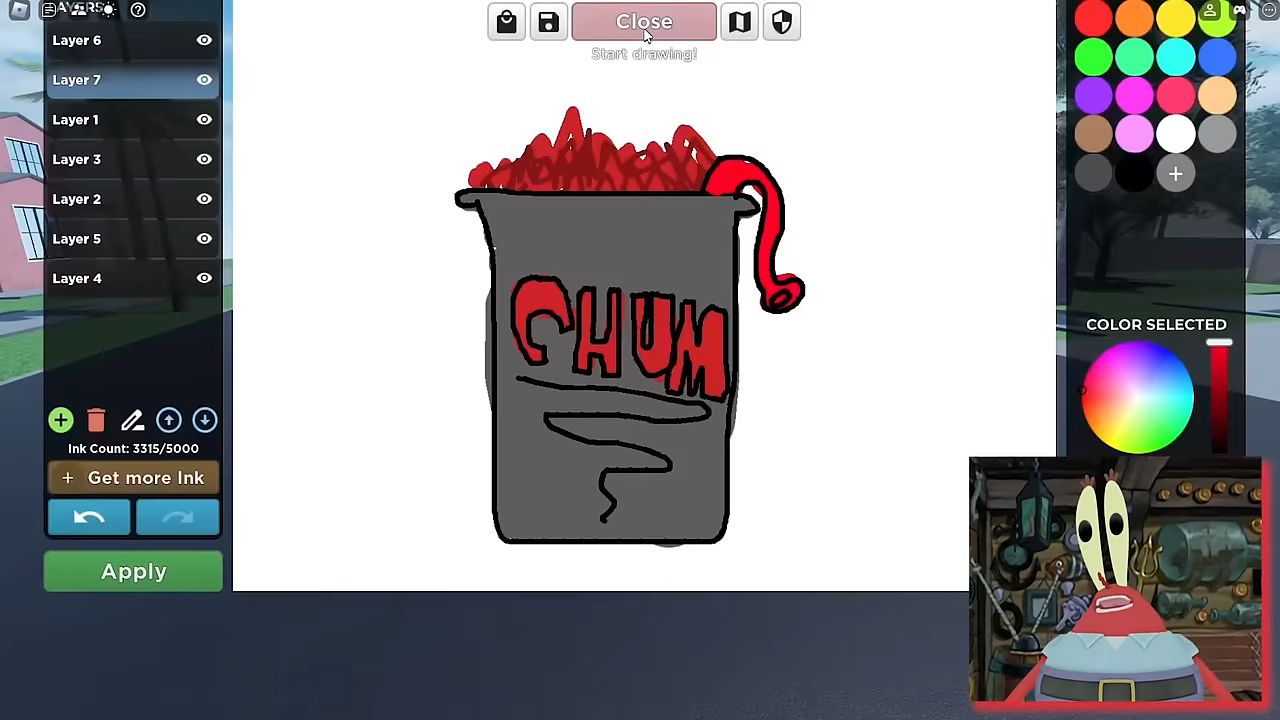 LAYERS
Layer 6
Layer 7
Layer 1
Layer 3
Layer 2
Layer 5
Layer 4
Ink Count: 3315/5000
+ Get more Ink
Apply
Close
Start drawing!
CHUM
COLOR SELECTED